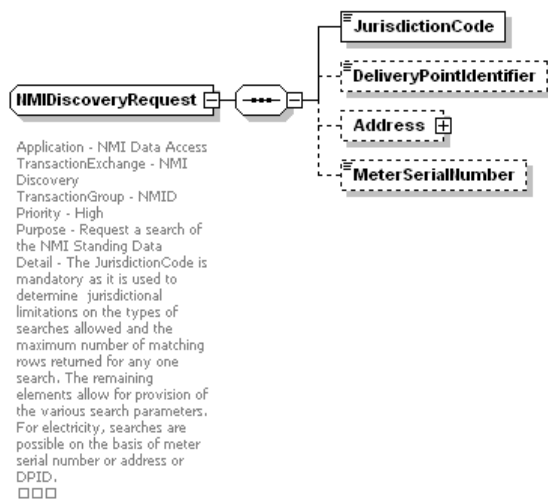 JurisdictionCode
DeliveryPointIdentifier
NMIDiscoveryRequest
Address
MeterSerialNumber
Application - NMI Data Access
TransactionExchange - NMI
Discovery
TransactionGroup - NMID
Priority - High
Purpose - Request a search of
the NMI Standing Data
Detail - The JurisdictionCode is
mandatory as it is used to
determine jurisdictional
limitations on the types of
searches allowed and the
maximum number of matching
rows returned for any one
search. The remaining
elements allow for provision of
the various search parameters.
For electricity, searches are
possible on the basis of meter
serial number or address or
DPID.
□□□